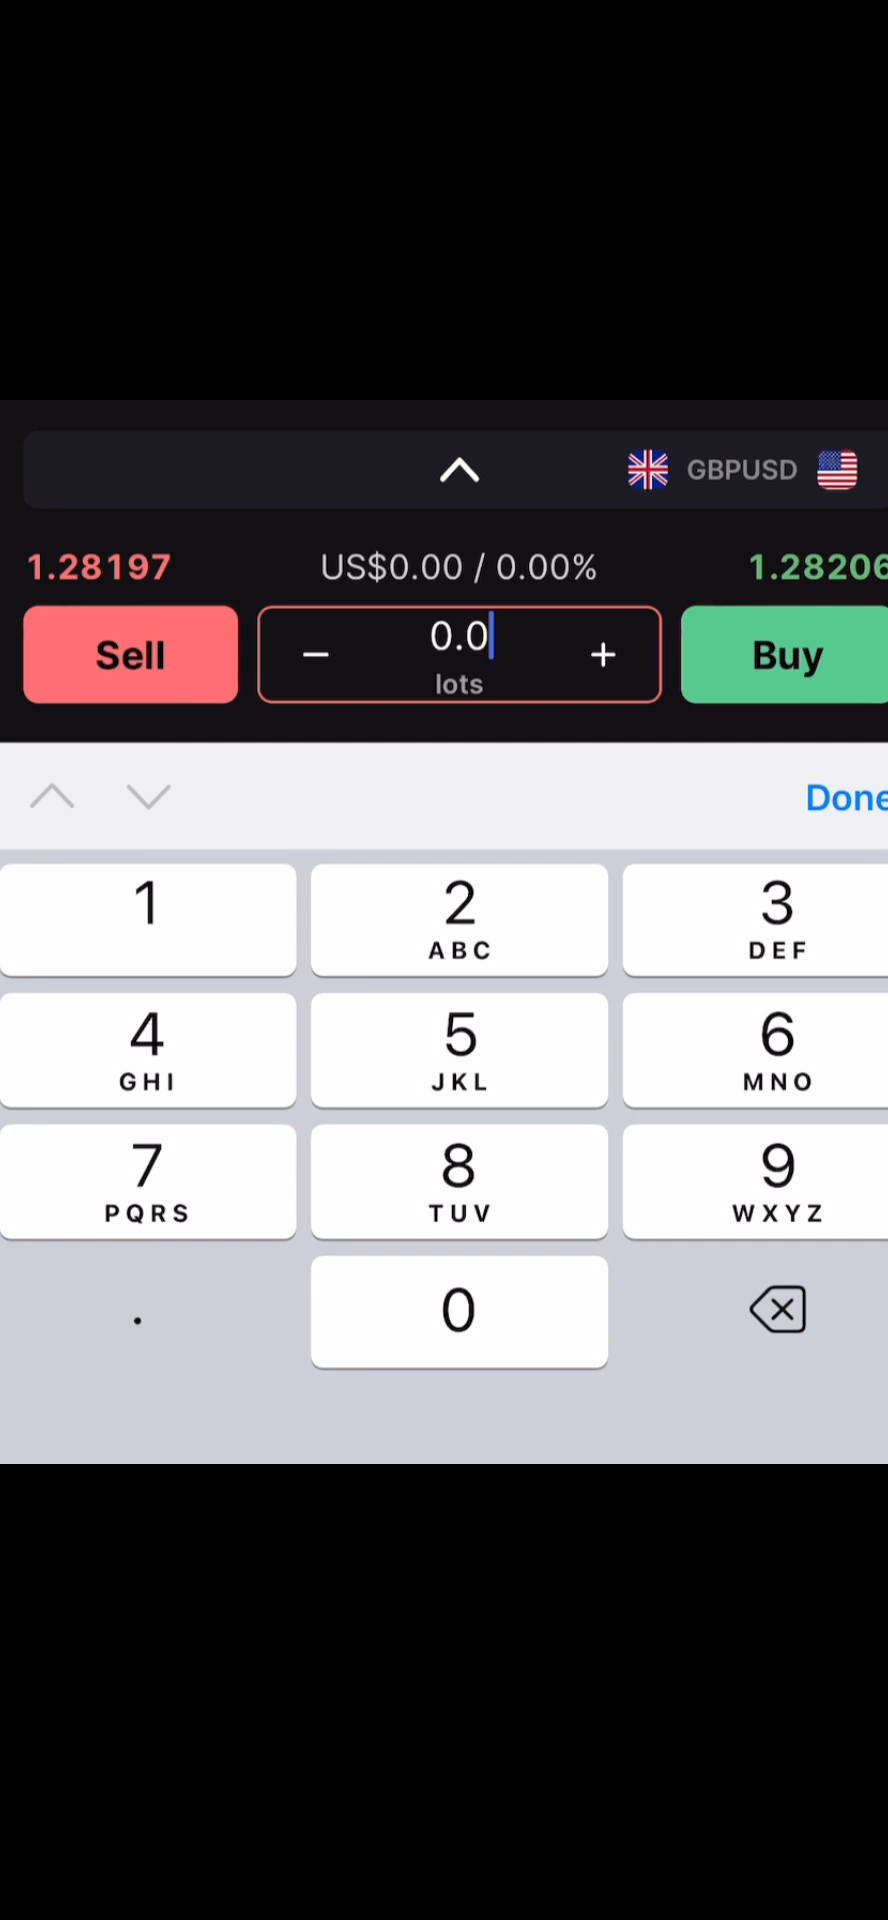 GBPUSD
1.28197 US$0.00 / 0.00% 1.28206
Sell − 0.0 + Buy
lots
Done
1 2 3
ABC DEF
4 5 6
GHI JKL MNO
7 8 9
PQRS TUV WXYZ
. 0